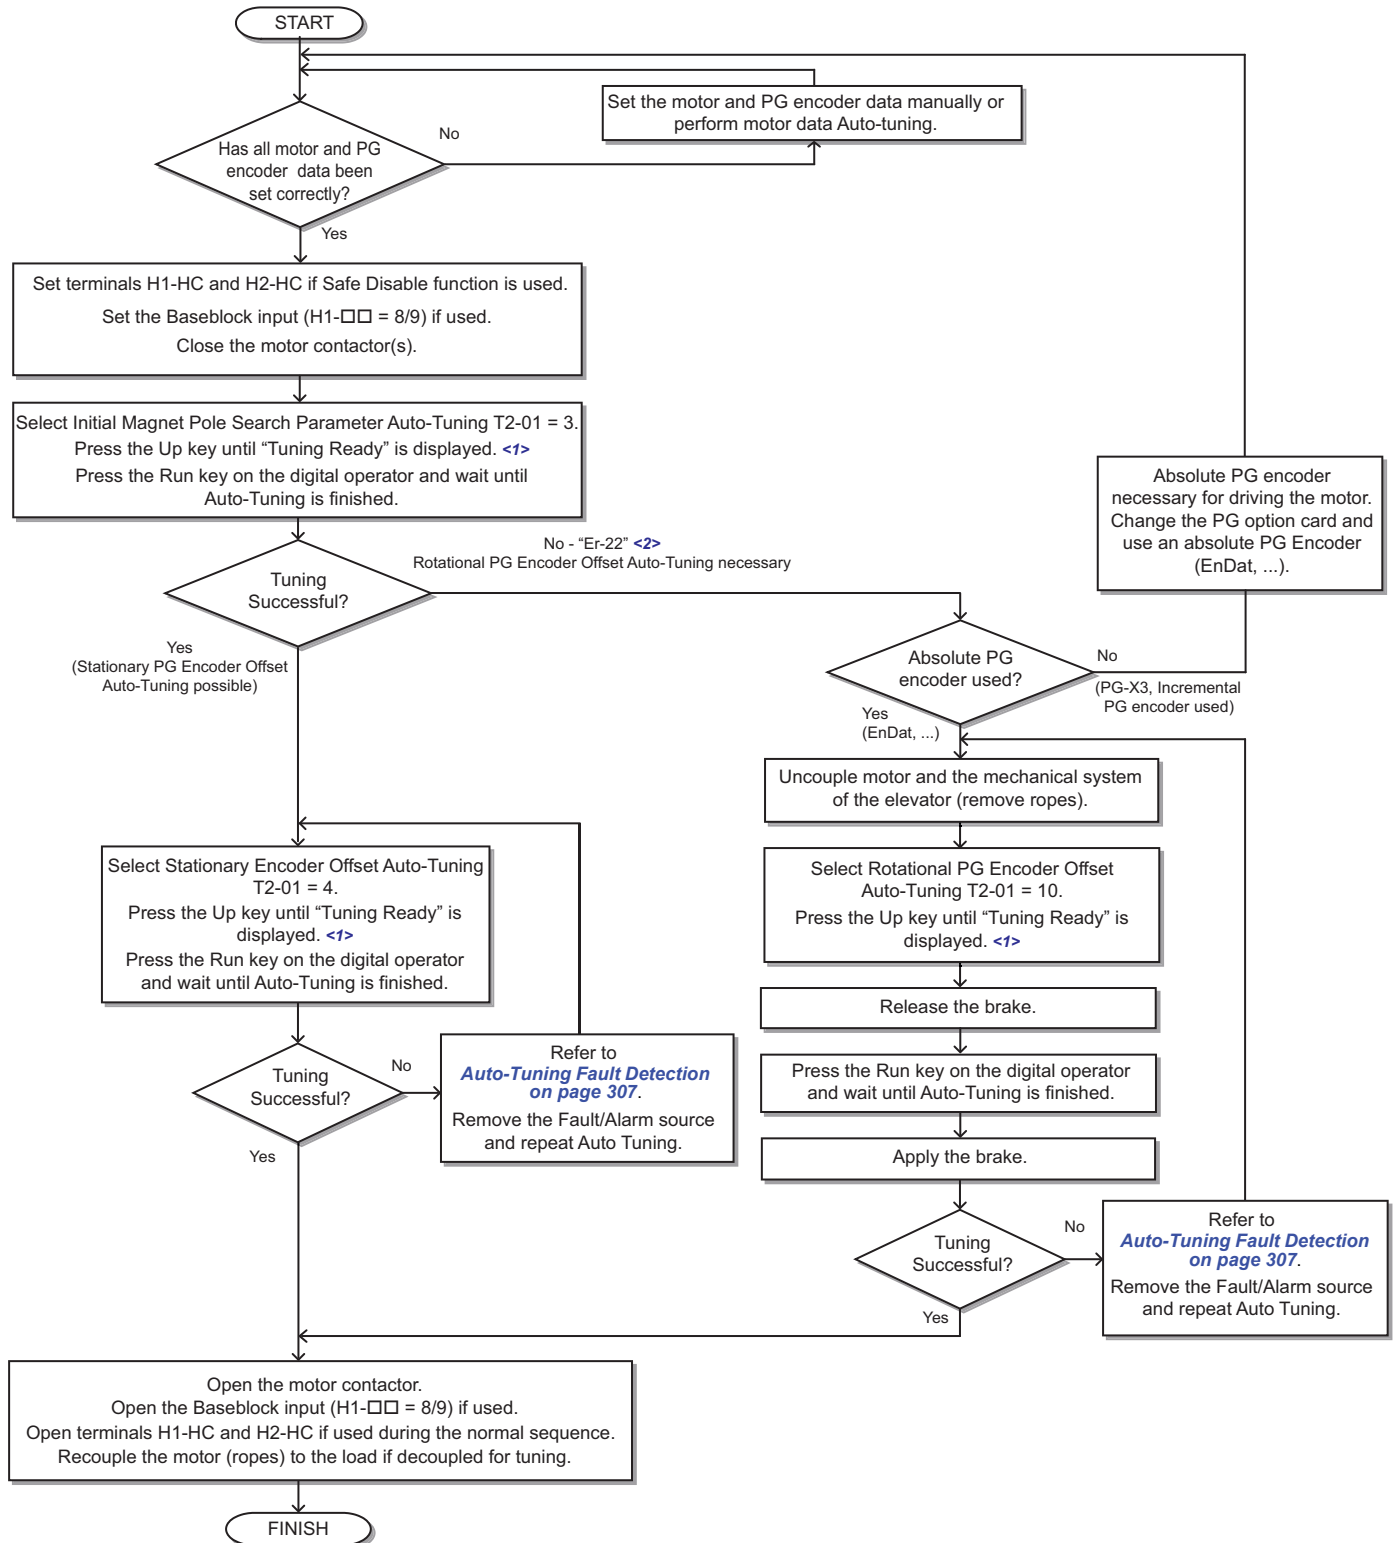 START
Set the motor and PG encoder data manually or
perform motor data Auto-tuning.
No
Has all motor and PG
encoder data been
set correctly?
Yes
Set terminals H1-HC and H2-HC if Safe Disable function is used.
Set the Baseblock input (H1-□□ = 8/9) if used.
Close the motor contactor(s).
Select Initial Magnet Pole Search Parameter Auto-Tuning T2-01 = 3.
Press the Up key until “Tuning Ready” is displayed. <1>
Press the Run key on the digital operator and wait until
Auto-Tuning is finished.
Absolute PG encoder
necessary for driving the motor.
Change the PG option card and
use an absolute PG Encoder
(EnDat, ...).
No - “Er-22” <2>
Rotational PG Encoder Offset Auto-Tuning necessary
Tuning
Successful?
Yes
(Stationary PG Encoder Offset
Auto-Tuning possible)
Absolute PG
encoder used?
No
(PG-X3, Incremental
PG encoder used)
Yes
(EnDat, ...)
Uncouple motor and the mechanical system
of the elevator (remove ropes).
Select Stationary Encoder Offset Auto-Tuning
T2-01 = 4.
Press the Up key until “Tuning Ready” is
displayed. <1>
Press the Run key on the digital operator
and wait until Auto-Tuning is finished.
Select Rotational PG Encoder Offset
Auto-Tuning T2-01 = 10.
Press the Up key until “Tuning Ready” is
displayed. <1>
Release the brake.
Tuning
Successful?
No
Refer to
Auto-Tuning Fault Detection
on page 307.
Remove the Fault/Alarm source
and repeat Auto Tuning.
Yes
Press the Run key on the digital operator
and wait until Auto-Tuning is finished.
Apply the brake.
Tuning
Successful?
No
Refer to
Auto-Tuning Fault Detection
on page 307.
Remove the Fault/Alarm source
and repeat Auto Tuning.
Yes
Open the motor contactor.
Open the Baseblock input (H1-□□ = 8/9) if used.
Open terminals H1-HC and H2-HC if used during the normal sequence.
Recouple the motor (ropes) to the load if decoupled for tuning.
FINISH